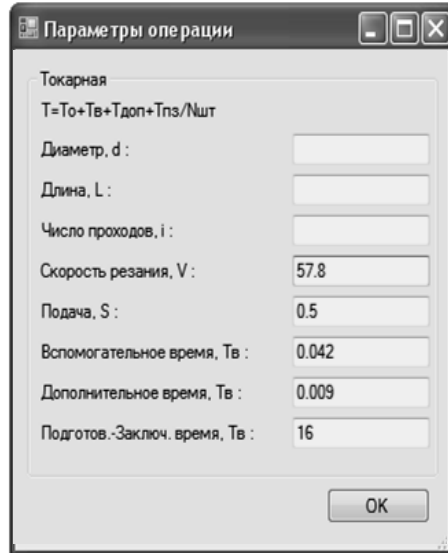 Параметры операции
Токарная
T=To+Tв+Tдоп+Tпз/Nшт
Диаметр, d :
Длина, L :
Число проходов, i :
Скорость резания, V : 57.8
Подача, S : 0.5
Вспомогательное время, Тв : 0.042
Дополнительное время, Тв : 0.009
Подготов.-Заключ. время, Тв : 16
OK